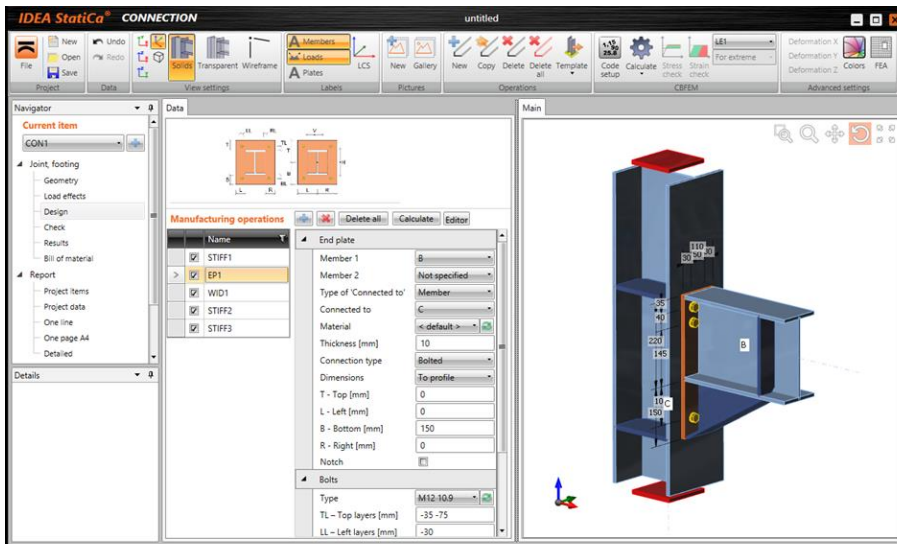 IDEA StatiCa® CONNECTION untitled
File New Undo Solids Transparent Wireframe Members LCS New Gallery New Copy Delete Delete all Template Code setup Calculate Stress check Strain check LE1 Deformation X Colors FEA
Open Redo Loads For extreme Deformation Y
Save Plates Deformation Z
Project Data View settings Labels Pictures Operations CBFEM Advanced settings
Navigator
Current item
CON1
Joint, footing
Geometry
Load effects
Design
Check
Results
Bill of material
Report
Project Items
Project data
One line
One page A4
Detailed
Details
Data
Manufacturing operations Delete all Calculate Editor
Name
STIFF1
EP1
WID1
STIFF2
STIFF3
End plate
Member 1 B
Member 2 Not specified
Type of 'Connected to' Member
Connected to C
Material < default >
Thickness [mm] 10
Connection type Bolted
Dimensions To profile
T - Top [mm] 0
L - Left [mm] 0
B - Bottom [mm] 150
R - Right [mm] 0
Notch
Bolts
Type M12 10.9
TL – Top layers [mm] -35 -75
LL – Left layers [mm] -30
Main
110
30 50 30
35
40
220
145
B
10 C
150